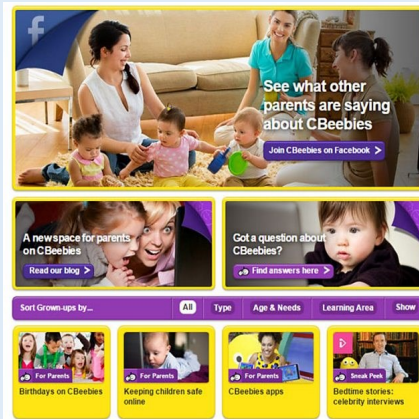 f
See what other
parents are saying
about CBeebies
Join CBeebies on Facebook >
A new space for parents
on CBeebies
Read our blog >
Got a question about
CBeebies?
Find answers here >
Sort Grown-ups by...
All
Type
Age & Needs
Learning Area
Show
For Parents
Birthdays on CBeebies
For Parents
Keeping children safe
online
For Parents
CBeebies apps
Sneak Peek
Bedtime stories:
celebrity interviews